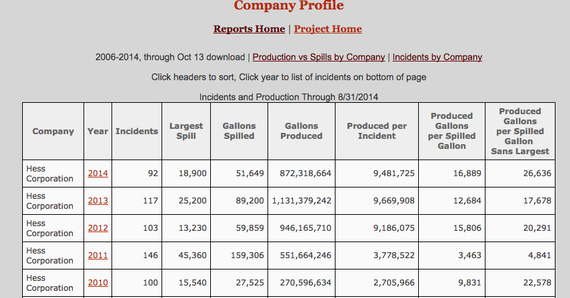 Company Profile
Reports Home | Project Home
2006-2014, through Oct 13 download | Production vs Spills by Company | Incidents by Company
Click headers to sort, Click year to list of incidents on bottom of page
Incidents and Production Through 8/31/2014
Company Year Incidents Largest Spill Gallons Spilled Gallons Produced Produced per Incident Produced Gallons per Spilled Gallon Produced Gallons per Spilled Gallon Sans Largest
Hess Corporation 2014 92 18,900 51,649 872,318,664 9,481,725 16,889 26,636
Hess Corporation 2013 117 25,200 89,200 1,131,379,242 9,669,908 12,684 17,678
Hess Corporation 2012 103 13,230 59,859 946,165,710 9,186,075 15,806 20,291
Hess Corporation 2011 146 45,360 159,306 551,664,246 3,778,522 3,463 4,841
Hess Corporation 2010 100 15,540 27,525 270,596,634 2,705,966 9,831 22,578